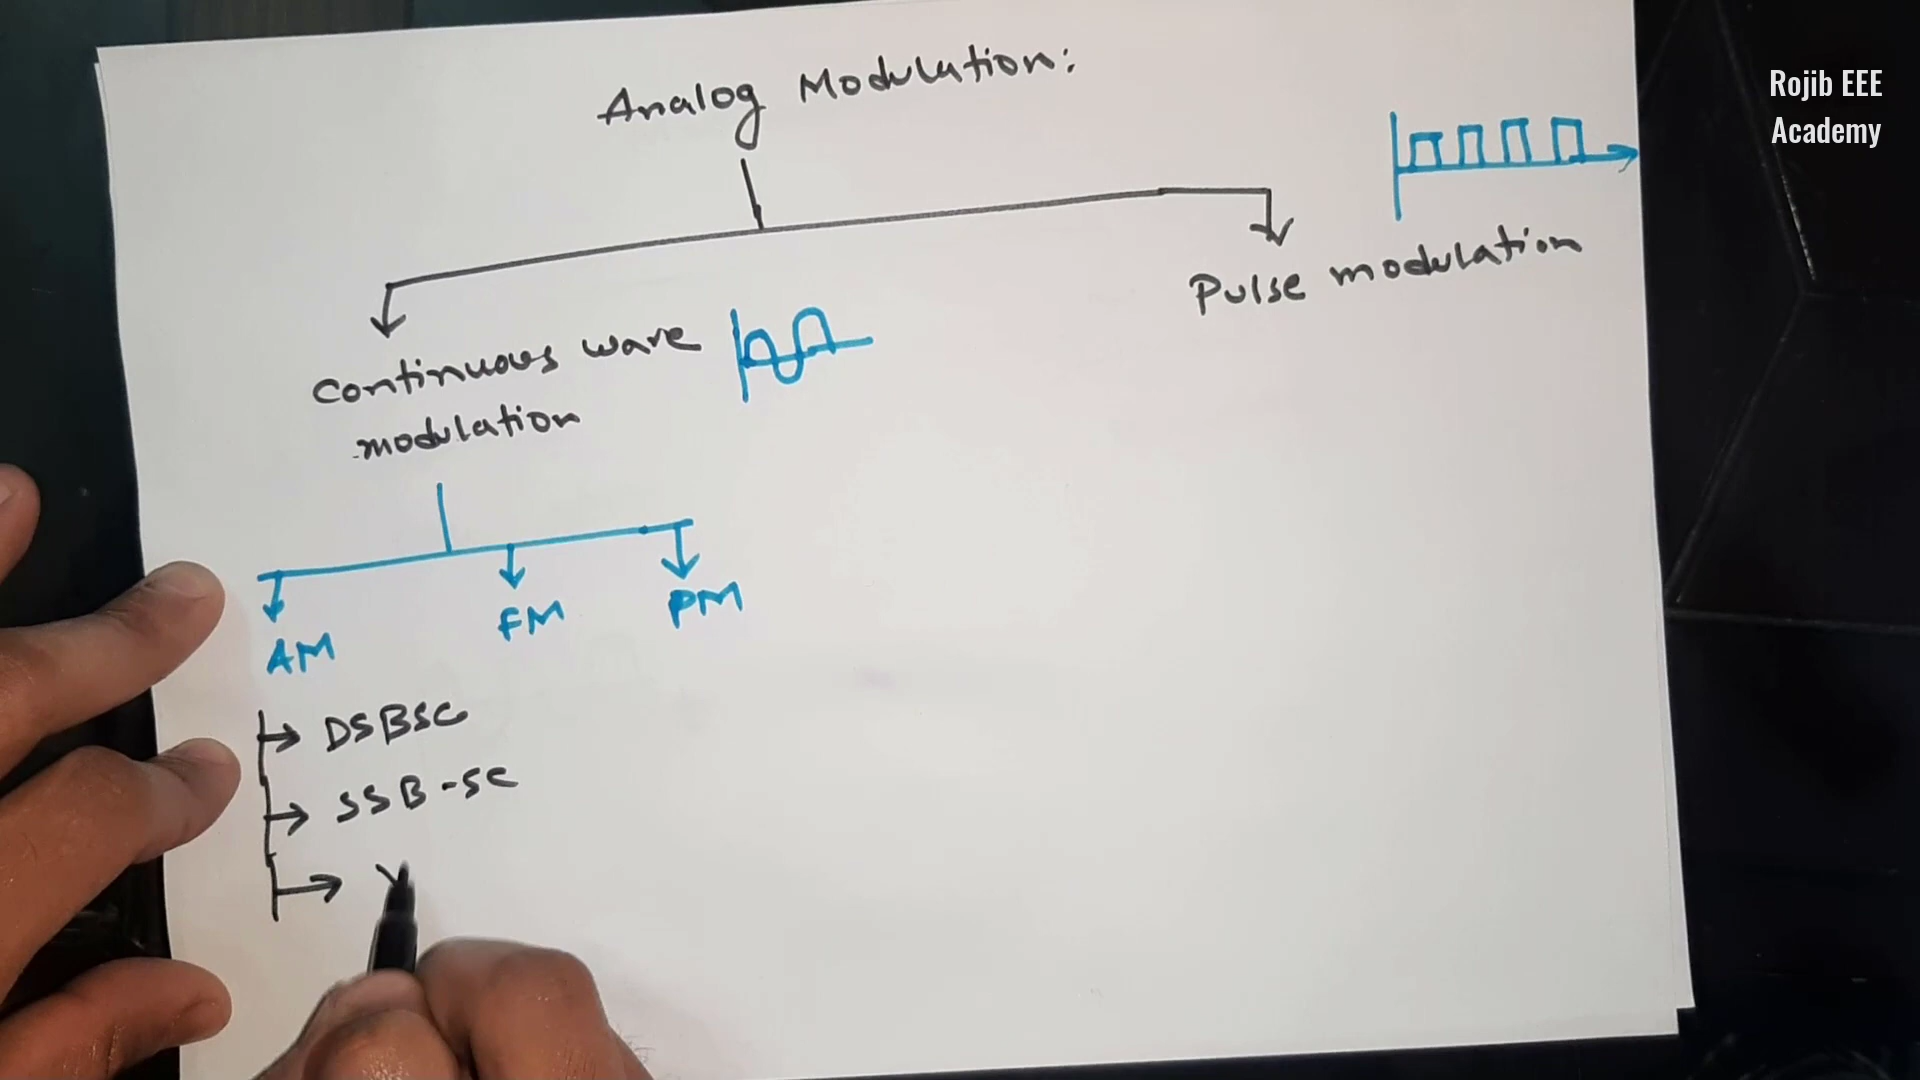 Analog Modulation:
Rojib EEE
Academy
Pulse modulation
Continuous wave
modulation
AM
FM
PM
DSBSC
SSB-SC